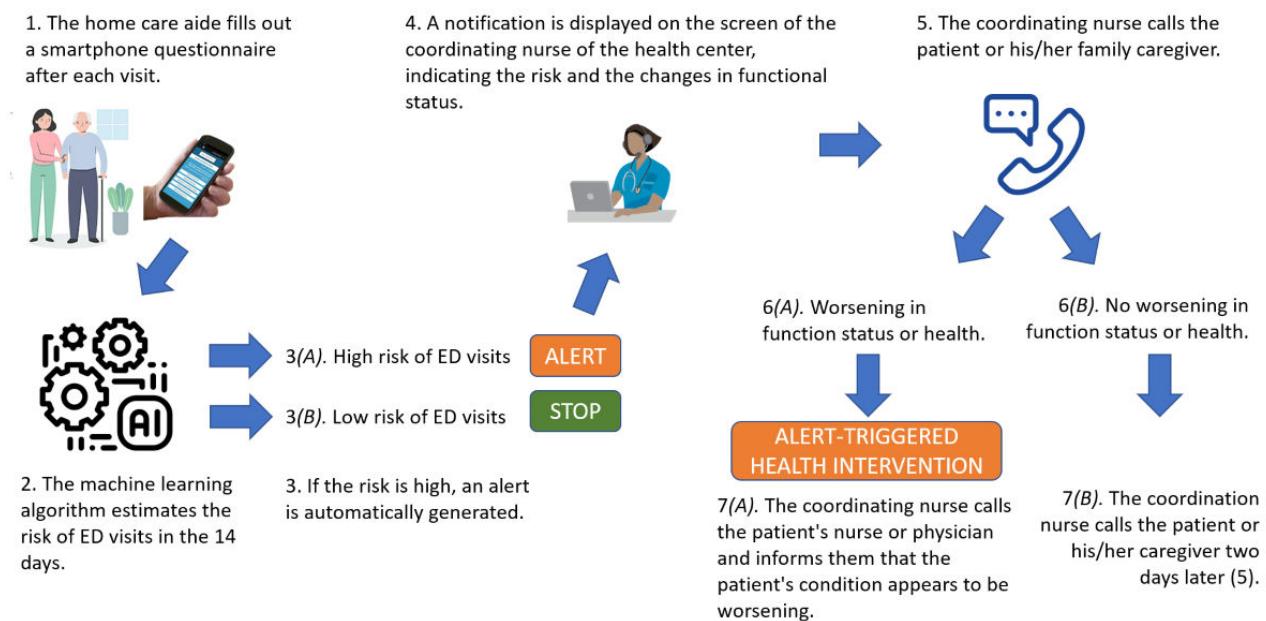 1. The home care aide fills out
a smartphone questionnaire
after each visit.
4. A notification is displayed on the screen of the
coordinating nurse of the health center,
indicating the risk and the changes in functional
status.
5. The coordinating nurse calls the
patient or his/her family caregiver.
3(A). High risk of ED visits
ALERT
3(B). Low risk of ED visits
STOP
AI
2. The machine learning
algorithm estimates the
risk of ED visits in the 14
days.
3. If the risk is high, an alert
is automatically generated.
6(A). Worsening in
function status or health.
6(B). No worsening in
function status or health.
ALERT-TRIGGERED
HEALTH INTERVENTION
7(A). The coordinating nurse calls
the patient's nurse or physician
and informs them that the
patient's condition appears to be
worsening.
7(B). The coordination
nurse calls the patient or
his/her caregiver two
days later (5).